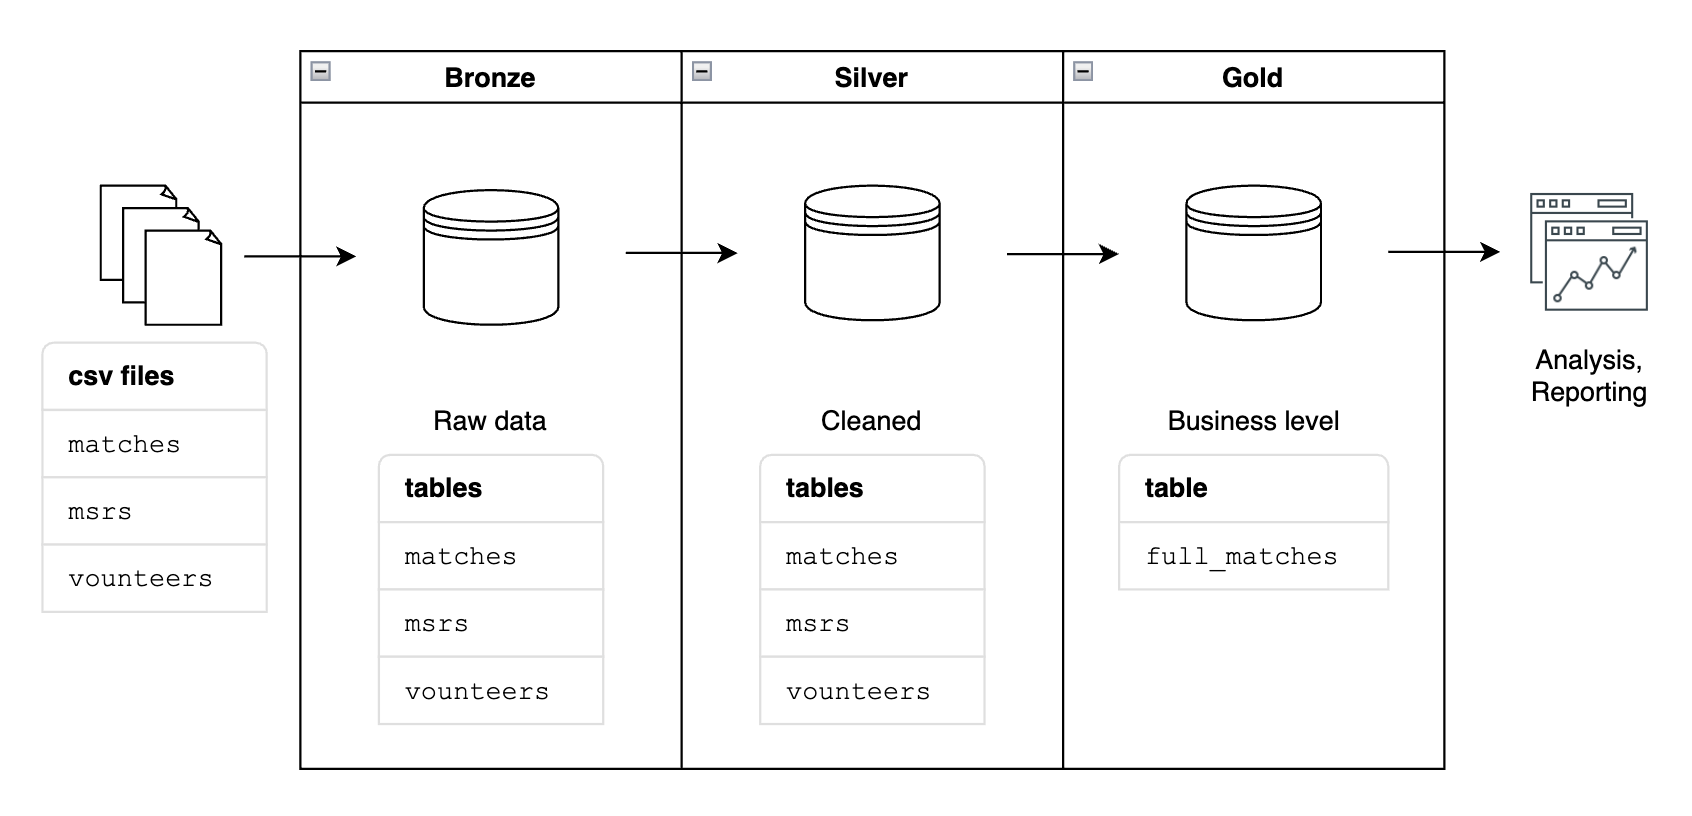 Bronze
Silver
Gold
csv files
matches
msrs
vounteers
Raw data
tables
matches
msrs
vounteers
Cleaned
tables
matches
msrs
vounteers
Business level
table
full_matches
Analysis,
Reporting